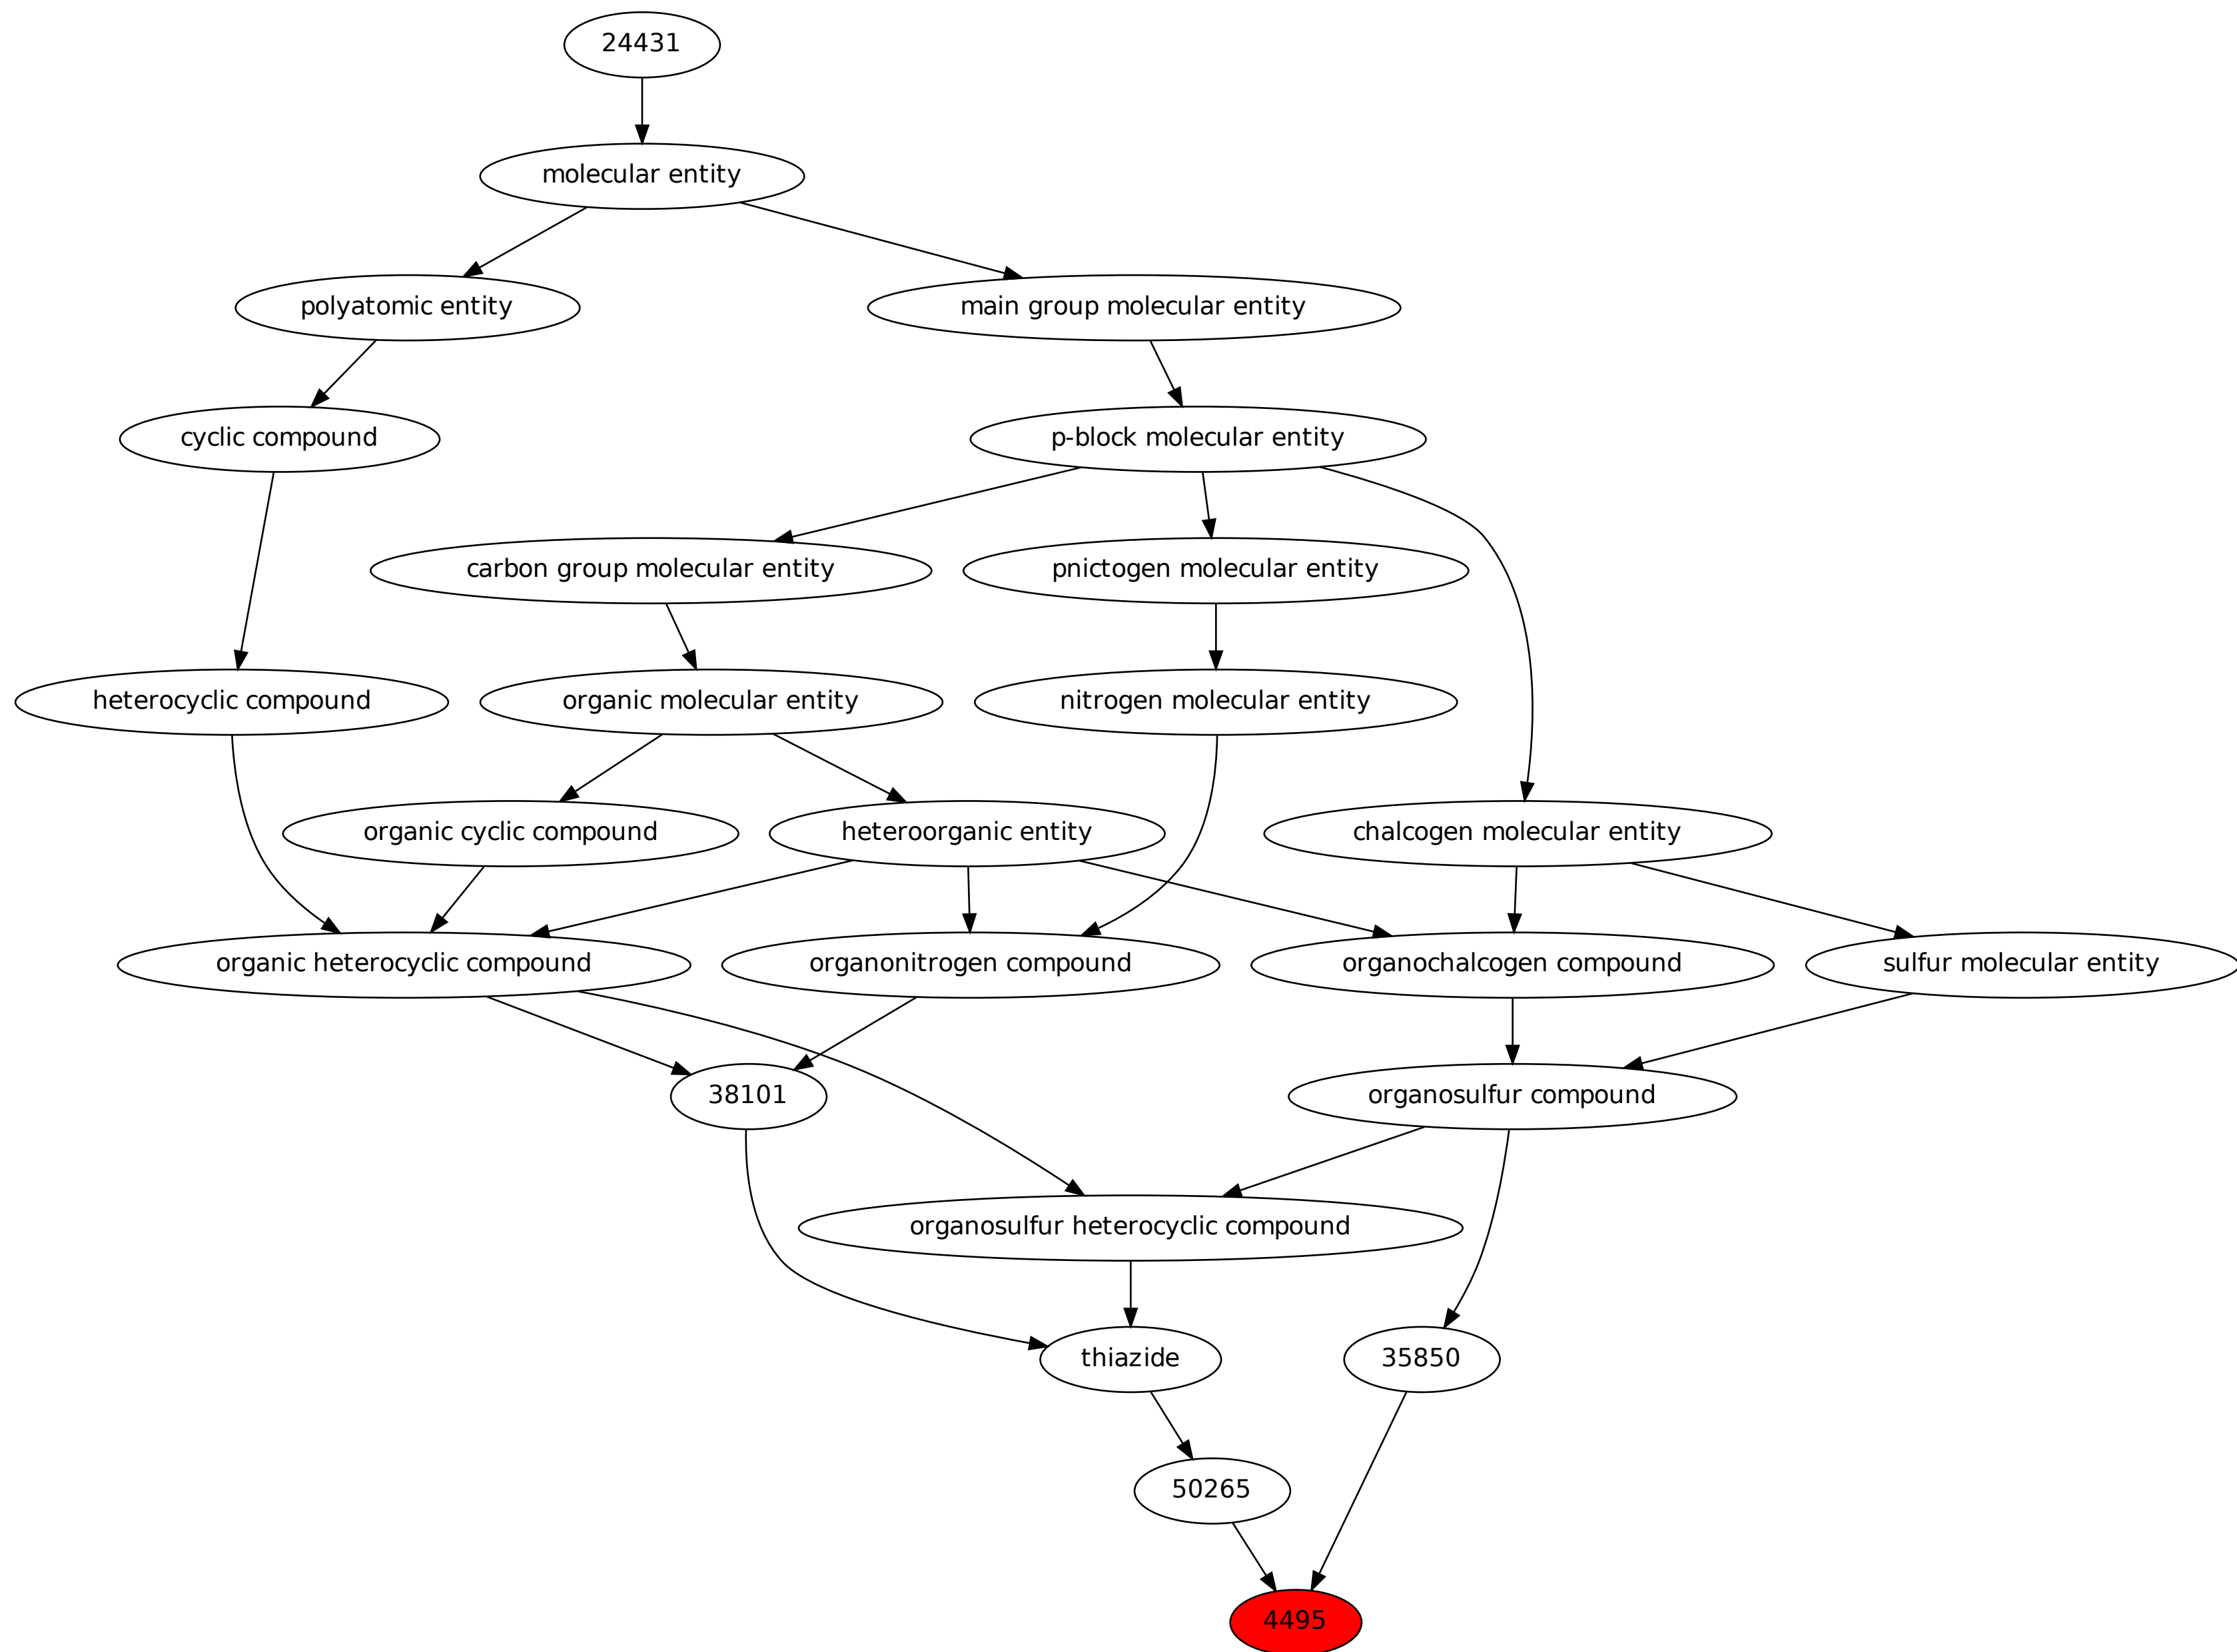 24431
molecular entity
polyatomic entity
main group molecular entity
cyclic compound
p-block molecular entity
carbon group molecular entity
pnictogen molecular entity
heterocyclic compound
organic molecular entity
nitrogen molecular entity
organic cyclic compound
heteroorganic entity
chalcogen molecular entity
organic heterocyclic compound
organonitrogen compound
organochalcogen compound
sulfur molecular entity
38101
organosulfur compound
organosulfur heterocyclic compound
thiazide
35850
50265
4495